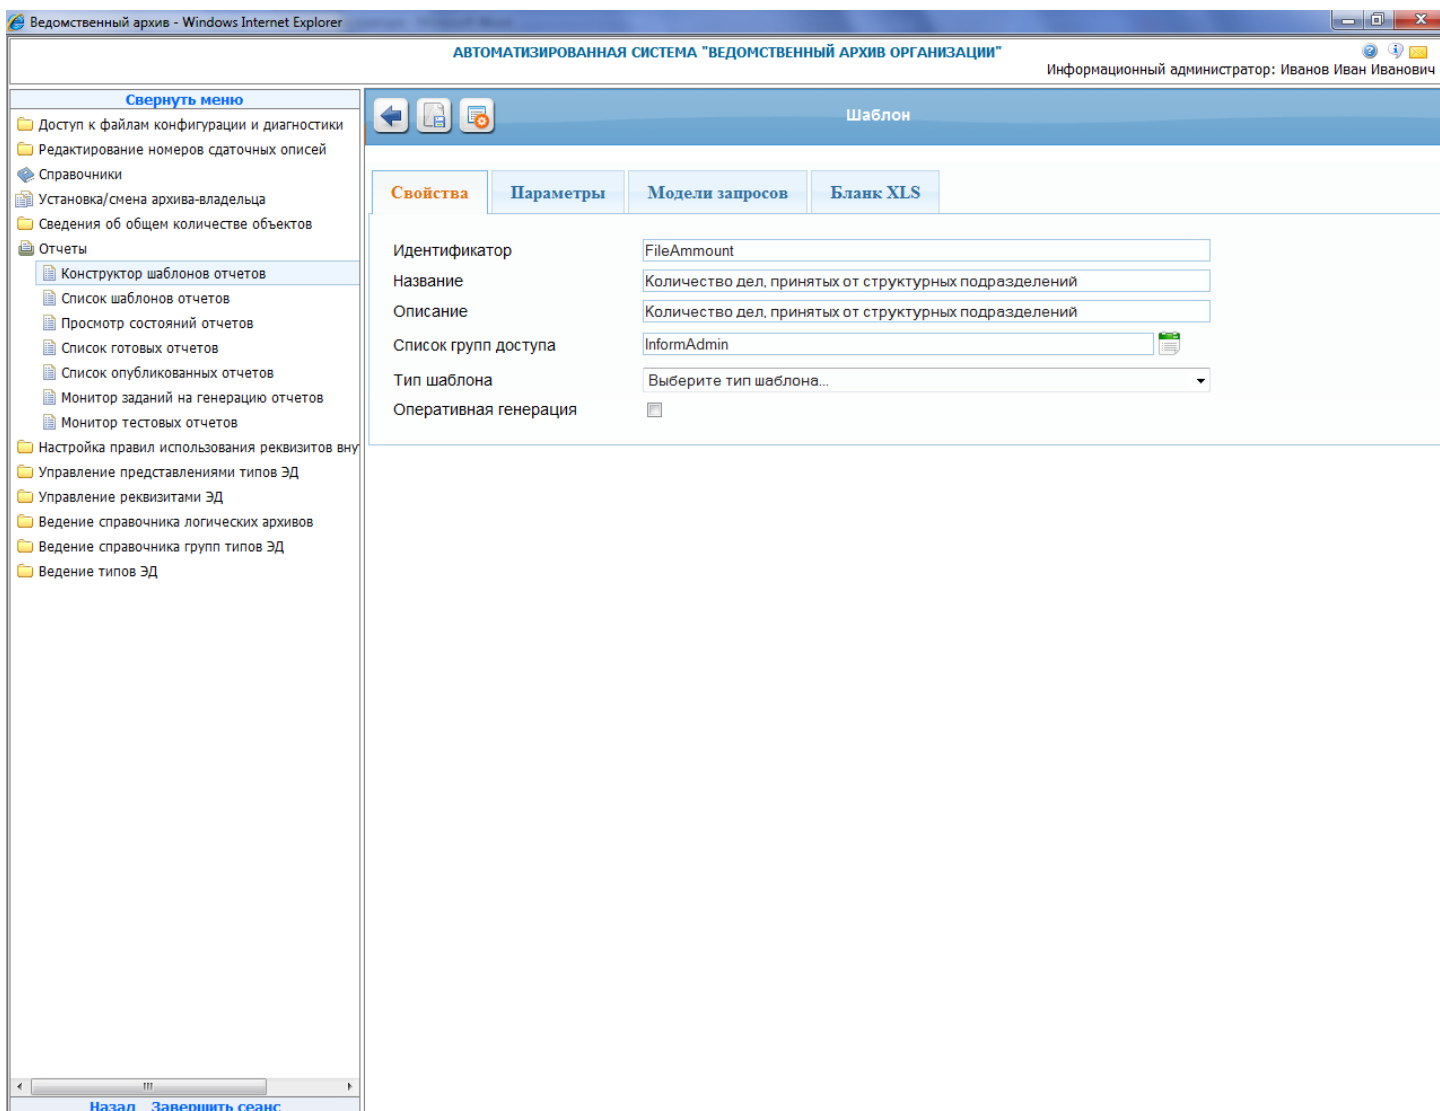 Ведомственный архив - Windows Internet Explorer
АВТОМАТИЗИРОВАННАЯ СИСТЕМА "ВЕДОМСТВЕННЫЙ АРХИВ ОРГАНИЗАЦИИ"
Информационный администратор: Иванов Иван Иванович
Свернуть меню
Доступ к файлам конфигурации и диагностики
Редактирование номеров сдаточных описей
Справочники
Установка/смена архива-владельца
Сведения об общем количестве объектов
Отчеты
Конструктор шаблонов отчетов
Список шаблонов отчетов
Просмотр состояний отчетов
Список готовых отчетов
Список опубликованных отчетов
Монитор заданий на генерацию отчетов
Монитор тестовых отчетов
Настройка правил использования реквизитов вну
Управление представлениями типов ЭД
Управление реквизитами ЭД
Ведение справочника логических архивов
Ведение справочника групп типов ЭД
Ведение типов ЭД
Назад Завершить сеанс
Шаблон
Свойства Параметры Модели запросов Бланк XLS
Идентификатор FileAmmount
Название Количество дел, принятых от структурных подразделений
Описание Количество дел, принятых от структурных подразделений
Список групп доступа InformAdmin
Тип шаблона Выберите тип шаблона...
Оперативная генерация